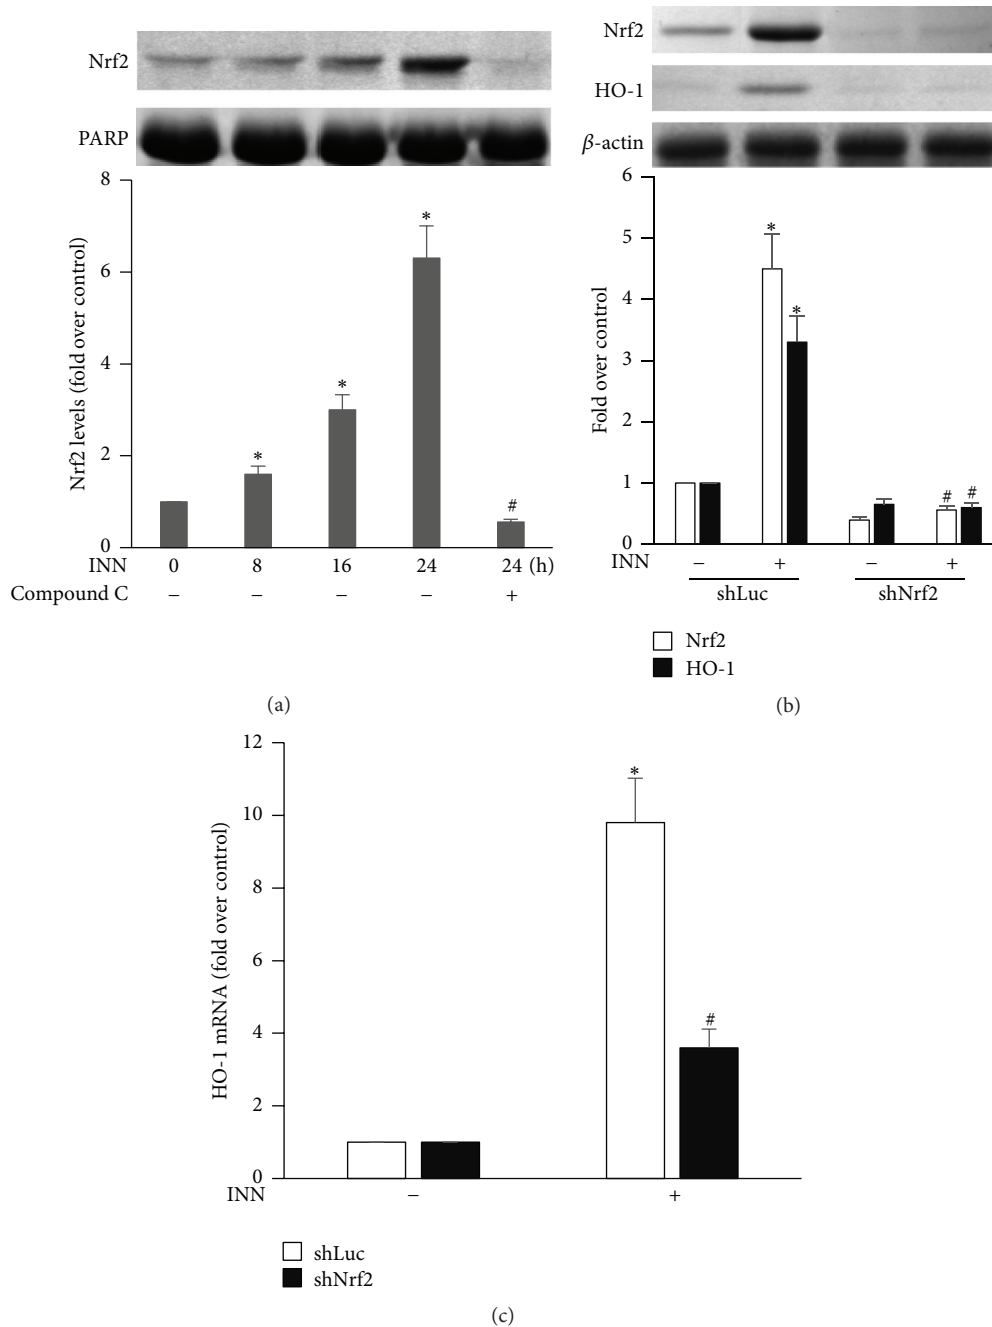 Nrf2
PARP
8
6
4
2
0
Nrf2 levels (fold over control)
*
*
*
#
INN 0 8 16 24 24 (h)
Compound C − − − − +
(a)
Nrf2
HO-1
β-actin
6
5
4
3
2
1
0
Fold over control
*
*
# #
INN − + − +
shLuc shNrf2
Nrf2
HO-1
(b)
12
10
8
6
4
2
0
HO-1 mRNA (fold over control)
*
#
INN − +
shLuc
shNrf2
(c)